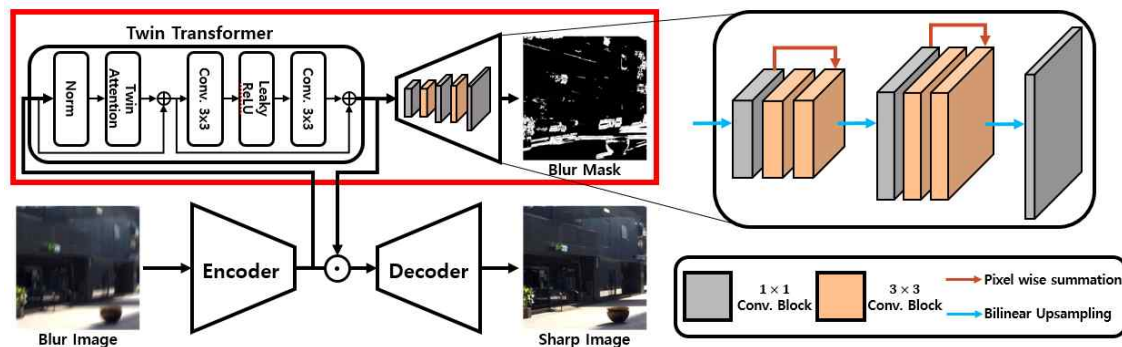 Twin Transformer
Norm
Twin
Attention
Conv. 3x3
Leaky
ReLU
Conv. 3x3
Blur Mask
Encoder
Decoder
Blur Image
Sharp Image
1 × 1
Conv. Block
3 × 3
Conv. Block
Pixel wise summation
Bilinear Upsampling